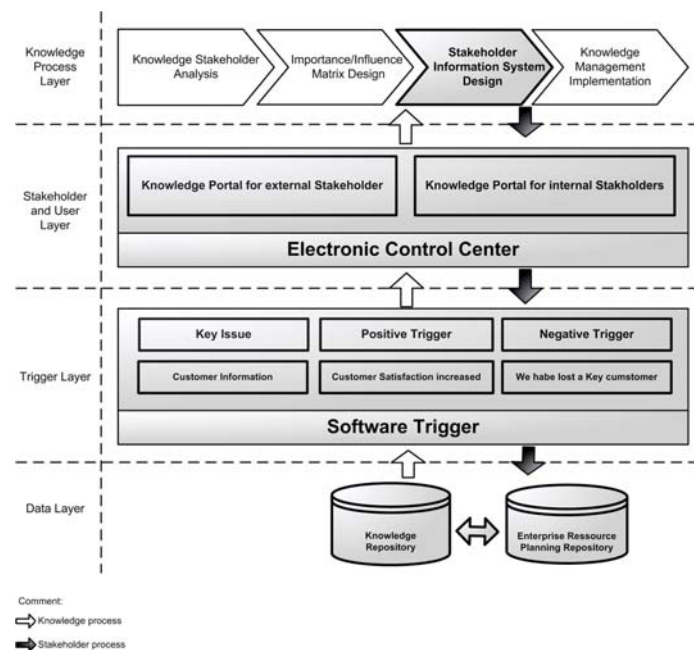 Knowledge
Process
Layer
Knowledge Stakeholder
Analysis
Importance/Influence
Matrix Design
Stakeholder
Information System
Design
Knowledge
Management
Implementation
Stakeholder
and User
Layer
Knowledge Portal for external Stakeholder
Knowledge Portal for internal Stakholders
Electronic Control Center
Trigger Layer
Key Issue
Positive Trigger
Negative Trigger
Customer Information
Customer Satisfaction increased
We habe lost a Key cumstomer
Software Trigger
Data Layer
Knowledge
Repository
Enterprise Ressource
Planning Repository
Comment:
Knowledge process
Stakeholder process